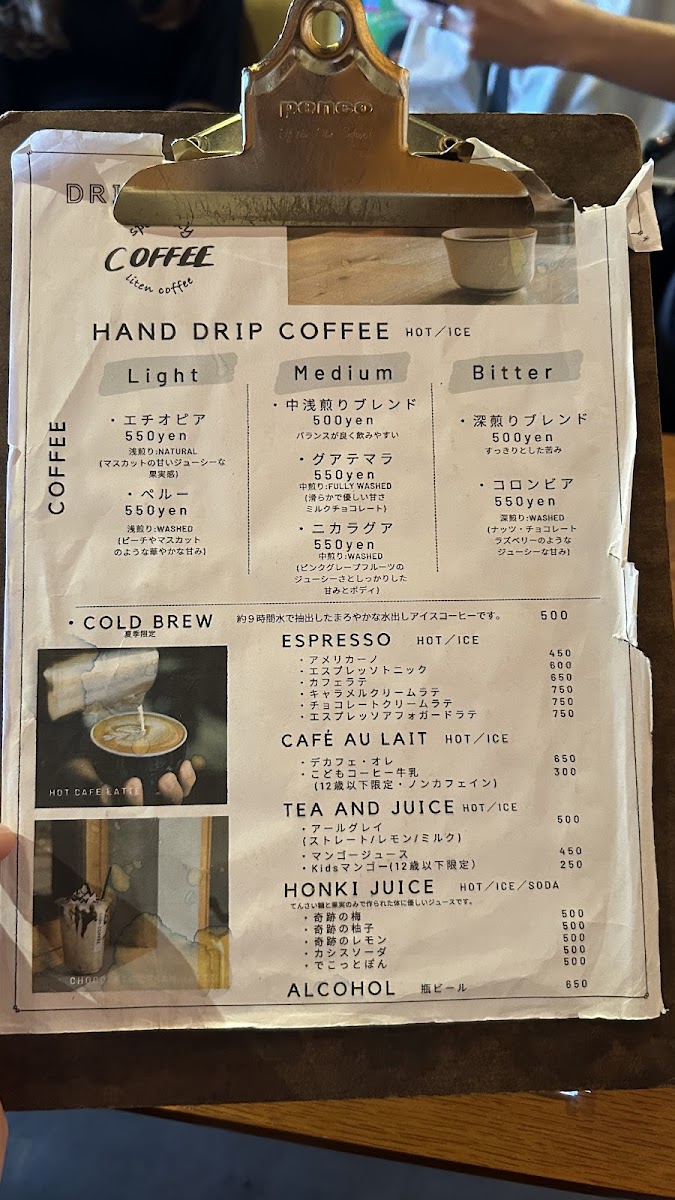 penco
DRI
COFFEE
liten coffee
HAND DRIP COFFEE HOT/ICE
COFFEE
Light
・エチオピア
550yen
浅煎り:NATURAL
(マスカットの甘いジューシーな
果実感)
・ペルー
550yen
浅煎り:WASHED
(ピーチやマスカット
のような華やかな甘み)
Medium
・中浅煎りブレンド
500yen
バランスが良く飲みやすい
・グアテマラ
550yen
中煎り:FULLY WASHED
(滑らかで優しい甘さ
ミルクチョコレート)
・ニカラグア
550yen
中煎り:WASHED
(ピンクグレープフルーツの
ジューシーさとしっかりした
甘みとボディ)
Bitter
・深煎りブレンド
500yen
すっきりとした苦み
・コロンビア
550yen
深煎り:WASHED
(ナッツ・チョコレート
ラズベリーのような
ジューシーな甘み)
・COLD BREW 約9時間水で抽出したまろやかな水出しアイスコーヒーです。 500
夏季限定
ESPRESSO HOT/ICE
・アメリカーノ 450
・エスプレッソトニック 600
・カフェラテ 650
・キャラメルクリームラテ 750
・チョコレートクリームラテ 750
・エスプレッソアフォガードラテ 750
CAFÉ AU LAIT HOT/ICE
・デカフェ・オレ 650
・こどもコーヒー牛乳 300
(12歳以下限定・ノンカフェイン)
HOT CAFE LATTE
TEA AND JUICE HOT/ICE
・アールグレイ 500
(ストレート/レモン/ミルク)
・マンゴージュース 450
・Kidsマンゴー(12歳以下限定) 250
HONKI JUICE HOT/ICE/SODA
てんさい糖と果実のみで作られた体に優しいジュースです。
・奇跡の梅 500
・奇跡の柚子 500
・奇跡のレモン 500
・カシスソーダ 500
・でこっとぽん 500
CHOCO
ALCOHOL 瓶ビール 650